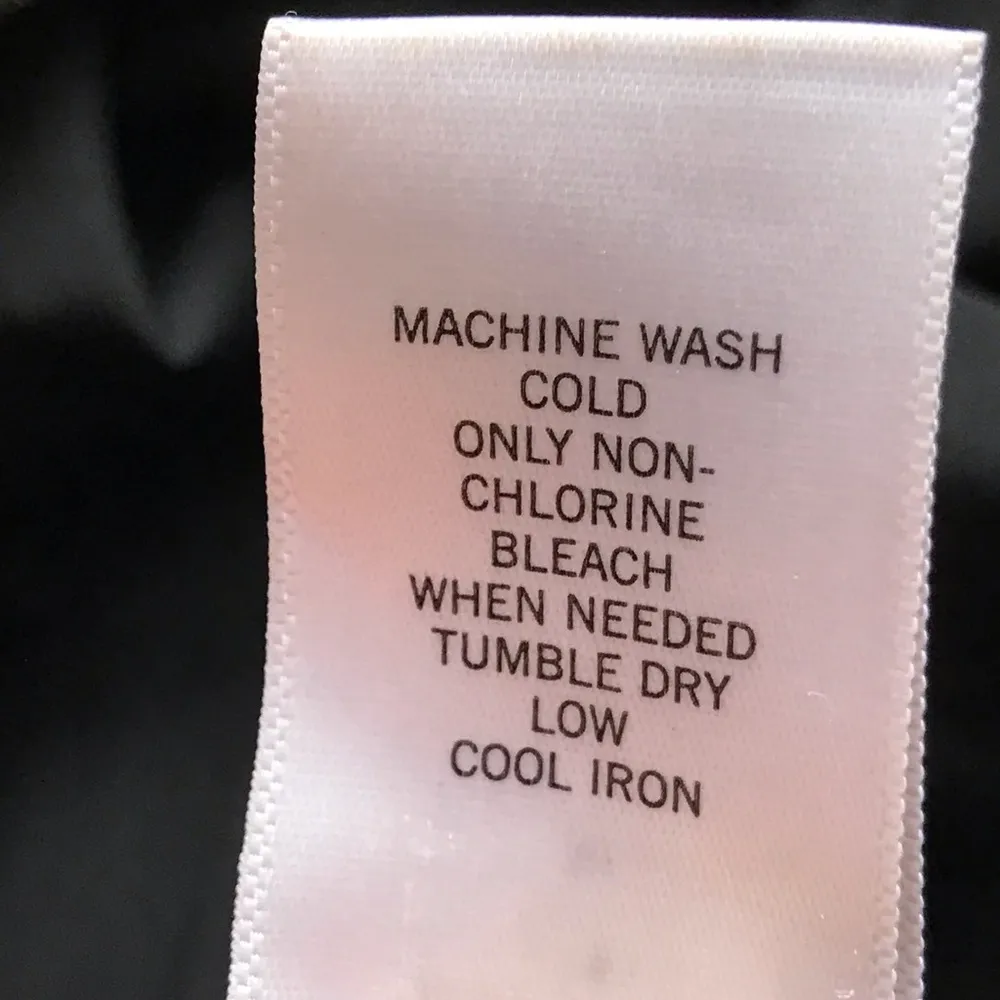 MACHINE WASH
COLD
ONLY NON-
CHLORINE
BLEACH
WHEN NEEDED
TUMBLE DRY
LOW
COOL IRON